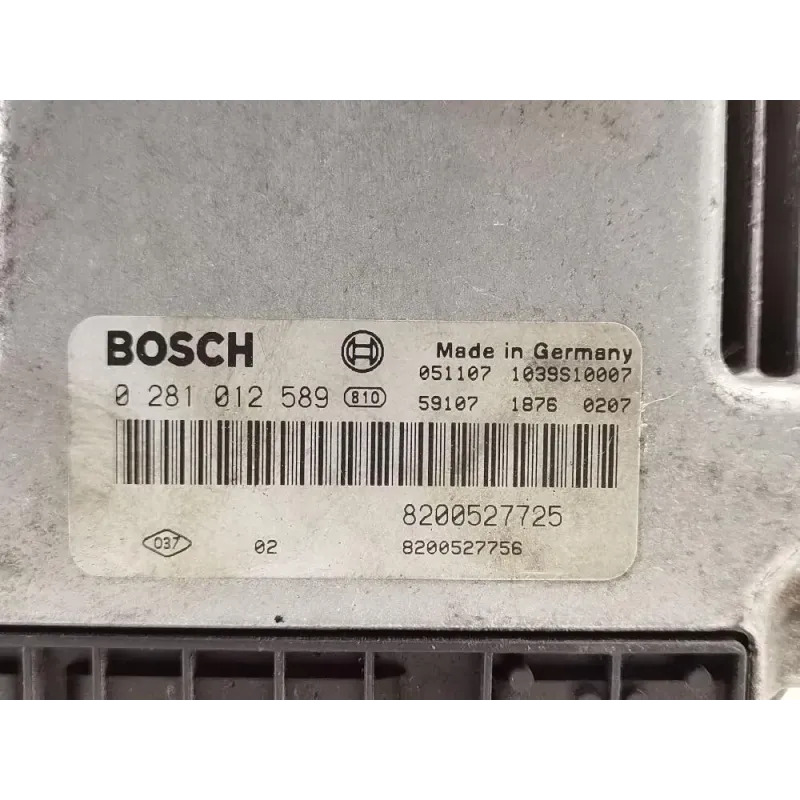 BOSCH
Made in Germany
051107 1039S10007
0 281 012 589 810
59107 1876 0207
8200527725
037 02 8200527756